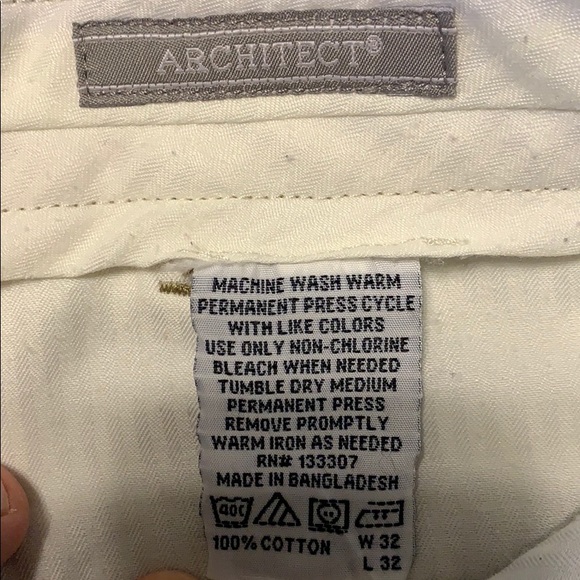 ARCHITECT®
MACHINE WASH WARM
PERMANENT PRESS CYCLE
WITH LIKE COLORS
USE ONLY NON-CHLORINE
BLEACH WHEN NEEDED
TUMBLE DRY MEDIUM
PERMANENT PRESS
REMOVE PROMPTLY
WARM IRON AS NEEDED
RN# 133307
MADE IN BANGLADESH
40C
100% COTTON W 32
L 32